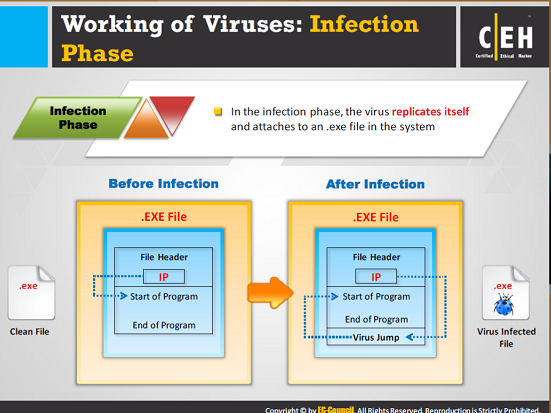 Working of Viruses: Infection
Phase
C|EH
Certified Ethical Hacker
Infection
Phase
In the infection phase, the virus replicates itself
and attaches to an .exe file in the system
Before Infection
After Infection
.EXE File
File Header
IP
Start of Program
End of Program
.EXE File
File Header
IP
Start of Program
End of Program
Virus Jump
.exe
Clean File
.exe
Virus Infected
File
Copyright © by EC-Council. All Rights Reserved. Reproduction is Strictly Prohibited.